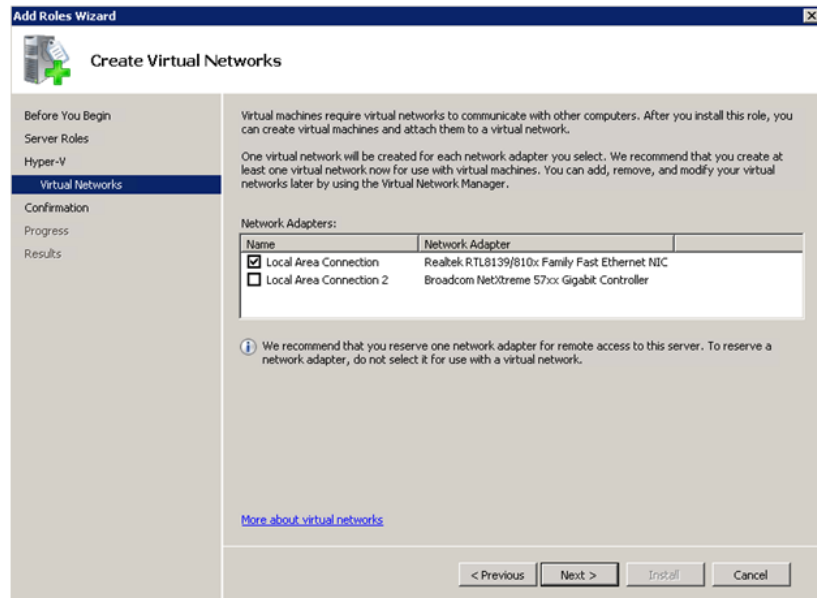 Add Roles Wizard
Create Virtual Networks
Before You Begin
Server Roles
Hyper-V
Virtual Networks
Confirmation
Progress
Results
Virtual machines require virtual networks to communicate with other computers. After you install this role, you
can create virtual machines and attach them to a virtual network.
One virtual network will be created for each network adapter you select. We recommend that you create at
least one virtual network now for use with virtual machines. You can add, remove, and modify your virtual
networks later by using the Virtual Network Manager.
Network Adapters:
Name Network Adapter
Local Area Connection Realtek RTL8139/810x Family Fast Ethernet NIC
Local Area Connection 2 Broadcom NetXtreme 57xx Gigabit Controller
We recommend that you reserve one network adapter for remote access to this server. To reserve a
network adapter, do not select it for use with a virtual network.
More about virtual networks
< Previous Next > Install Cancel